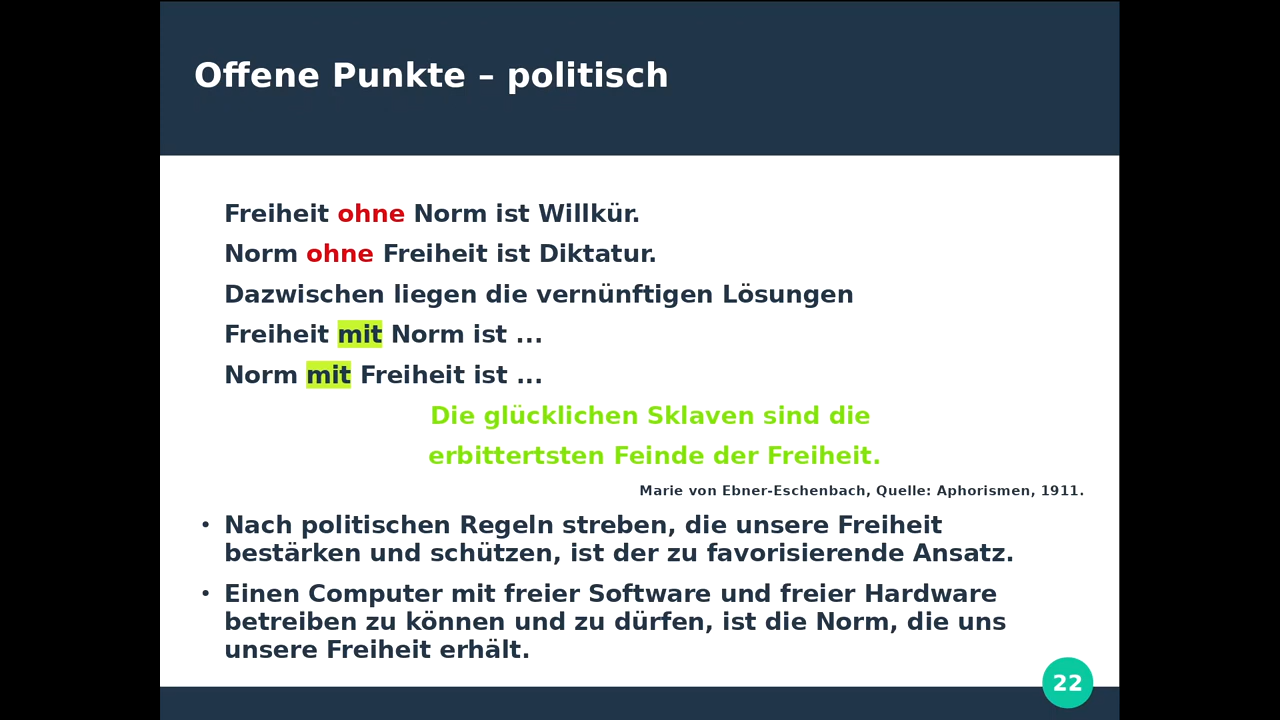 Offene Punkte – politisch
Freiheit ohne Norm ist Willkür.
Norm ohne Freiheit ist Diktatur.
Dazwischen liegen die vernünftigen Lösungen
Freiheit mit Norm ist ...
Norm mit Freiheit ist ...
Die glücklichen Sklaven sind die
erbittertsten Feinde der Freiheit.
Marie von Ebner-Eschenbach, Quelle: Aphorismen, 1911.
• Nach politischen Regeln streben, die unsere Freiheit
bestärken und schützen, ist der zu favorisierende Ansatz.
• Einen Computer mit freier Software und freier Hardware
betreiben zu können und zu dürfen, ist die Norm, die uns
unsere Freiheit erhält.
22